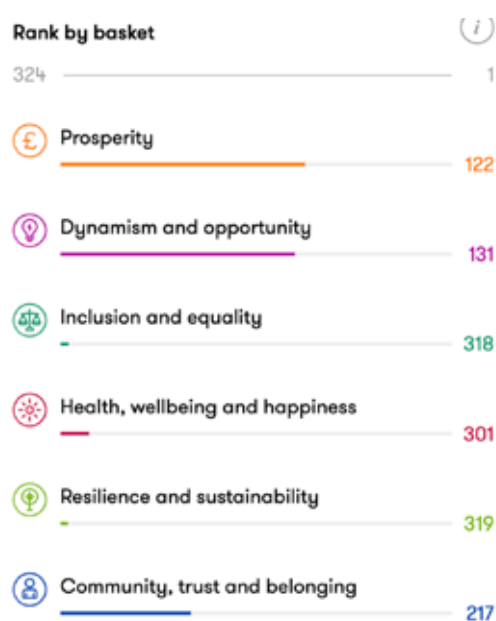 Rank by basket
i
324 1
£
Prosperity
122
Dynamism and opportunity
131
Inclusion and equality
318
Health, wellbeing and happiness
301
Resilience and sustainability
319
Community, trust and belonging
217